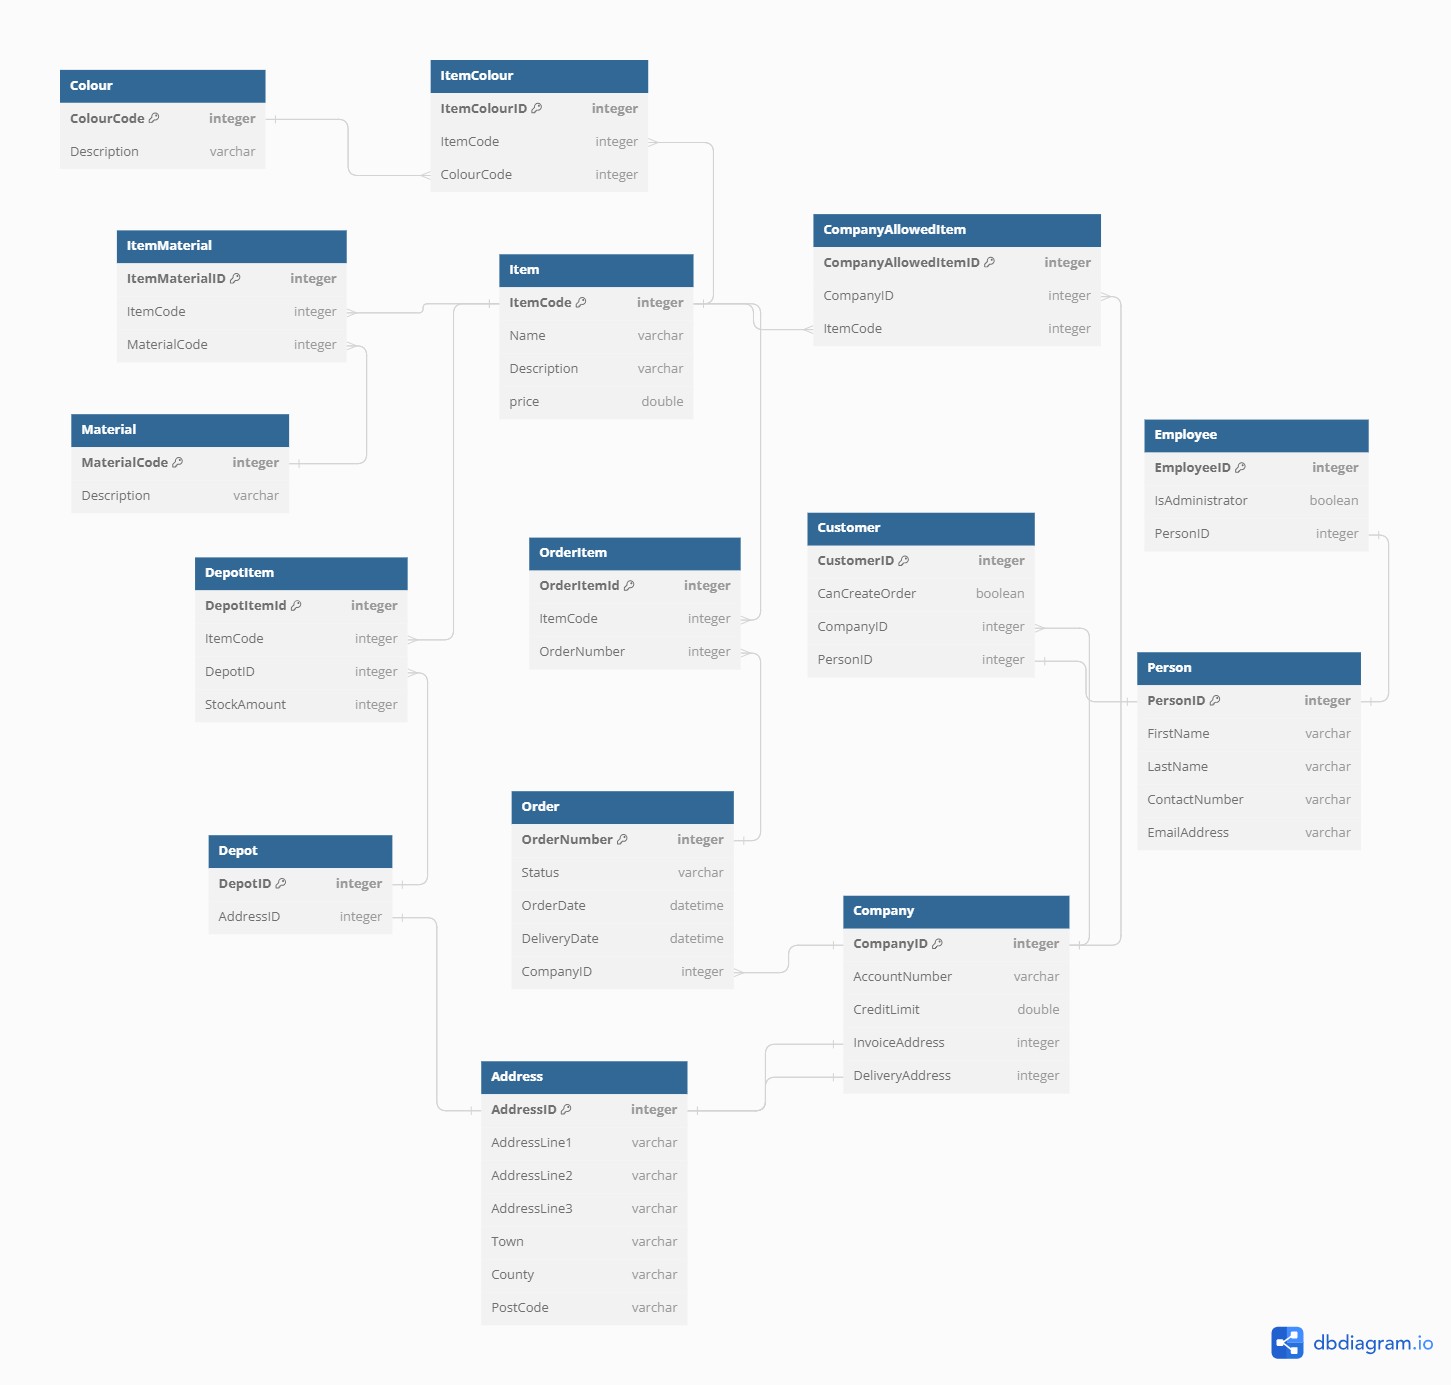 Colour
ColourCode integer
Description varchar
ItemColour
ItemColourID integer
ItemCode integer
ColourCode integer
ItemMaterial
ItemMaterialID integer
ItemCode integer
MaterialCode integer
Item
ItemCode integer
Name varchar
Description varchar
price double
CompanyAllowedItem
CompanyAllowedItemID integer
CompanyID integer
ItemCode integer
Material
MaterialCode integer
Description varchar
Employee
EmployeeID integer
IsAdministrator boolean
PersonID integer
DepotItem
DepotItemId integer
ItemCode integer
DepotID integer
StockAmount integer
OrderItem
OrderItemId integer
ItemCode integer
OrderNumber integer
Customer
CustomerID integer
CanCreateOrder boolean
CompanyID integer
PersonID integer
Person
PersonID integer
FirstName varchar
LastName varchar
ContactNumber varchar
EmailAddress varchar
Depot
DepotID integer
AddressID integer
Order
OrderNumber integer
Status varchar
OrderDate datetime
DeliveryDate datetime
CompanyID integer
Company
CompanyID integer
AccountNumber varchar
CreditLimit double
InvoiceAddress integer
DeliveryAddress integer
Address
AddressID integer
AddressLine1 varchar
AddressLine2 varchar
AddressLine3 varchar
Town varchar
County varchar
PostCode varchar
dbdiagram.io